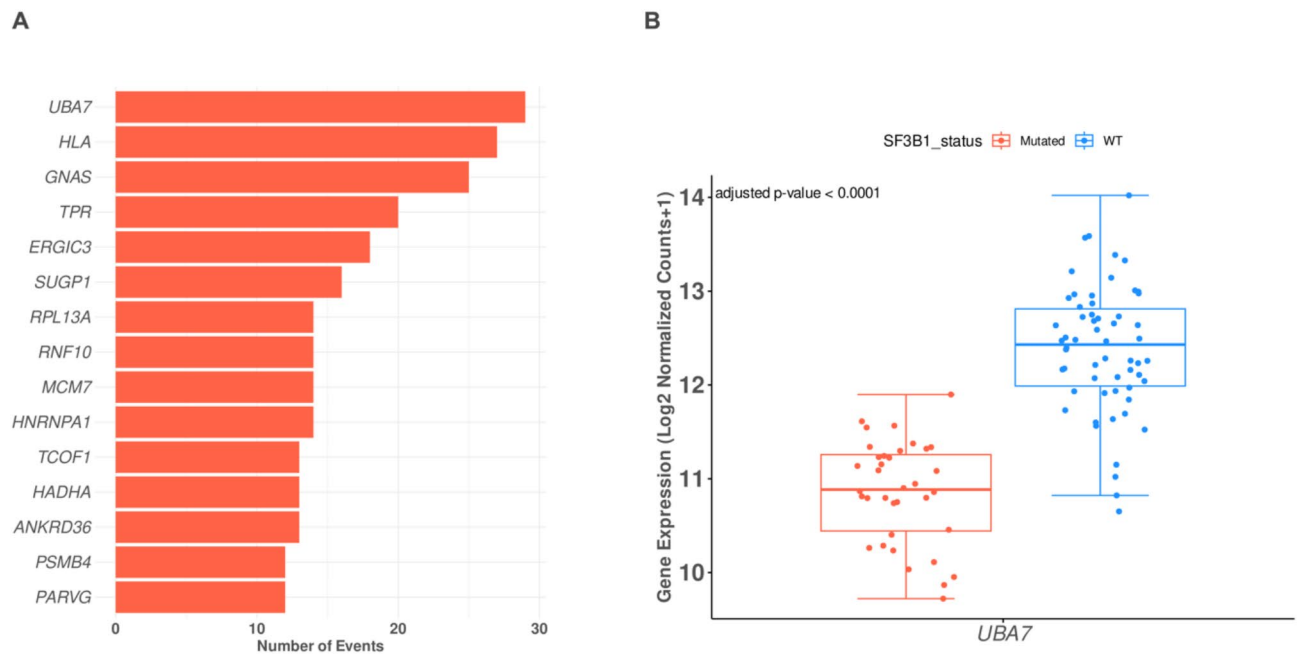 A
UBA7
HLA
GNAS
TPR
ERGIC3
SUGP1
RPL13A
RNF10
MCM7
HNRNPA1
TCOF1
HADHA
ANKRD36
PSMB4
PARVG
0 10 20 30
Number of Events
B
SF3B1_status Mutated WT
adjusted p-value < 0.0001
Gene Expression (Log2 Normalized Counts+1)
14
13
12
11
10
UBA7